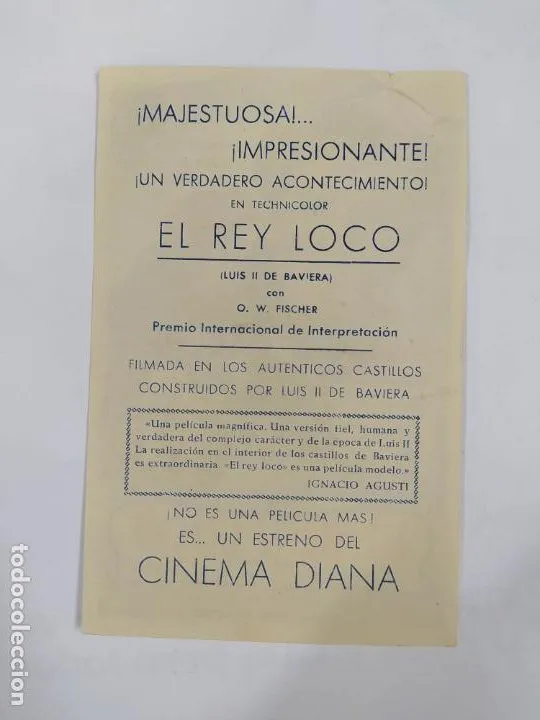 ¡MAJESTUOSA!...
¡IMPRESIONANTE!
¡UN VERDADERO ACONTECIMIENTO!
EN TECHNICOLOR
EL REY LOCO
(LUIS II DE BAVIERA)
con
O. W. FISCHER
Premio Internacional de Interpretación
FILMADA EN LOS AUTENTICOS CASTILLOS
CONSTRUIDOS POR LUIS II DE BAVIERA
«Una película magnífica. Una versión fiel, humana y
verdadera del complejo carácter y de la época de Luis II
La realización en el interior de los castillos de Baviera
es extraordinaria. «El rey loco» es una película modelo.»
IGNACIO AGUSTI
¡NO ES UNA PELICULA MAS!
ES... UN ESTRENO DEL
CINEMA DIANA
todocoleccion.net